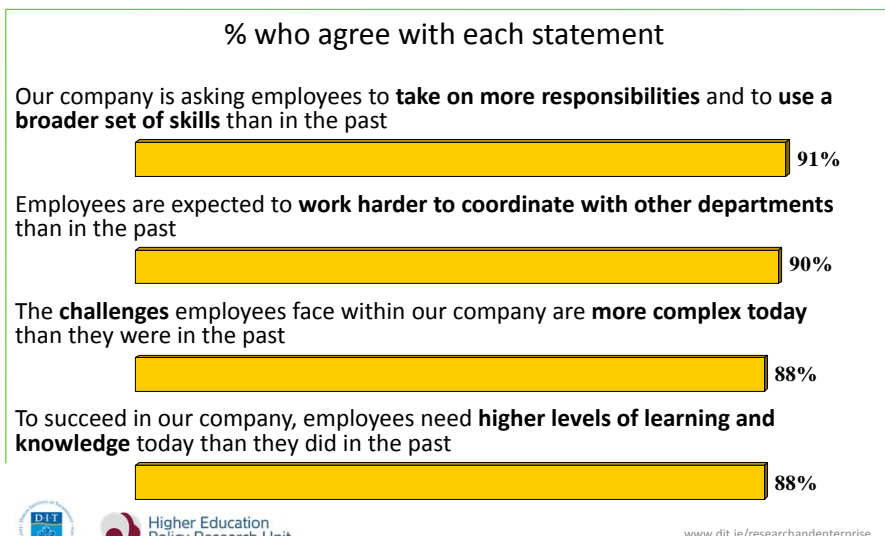 % who agree with each statement
Our company is asking employees to take on more responsibilities and to use a
broader set of skills than in the past
91%
Employees are expected to work harder to coordinate with other departments
than in the past
90%
The challenges employees face within our company are more complex today
than they were in the past
88%
To succeed in our company, employees need higher levels of learning and
knowledge today than they did in the past
88%
D·I·T
Higher Education
Policy Research Unit
www.dit.ie/researchandenterprise